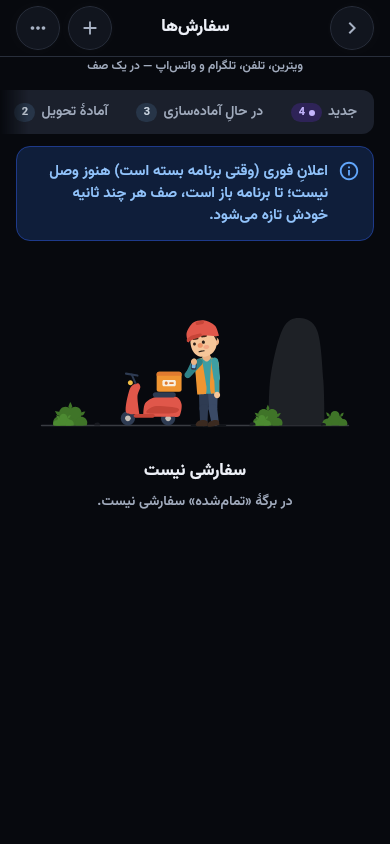 سفارش‌ها
ویترین، تلفن، تلگرام و واتس‌اپ — در یک صف
جدید 4 در حالِ آماده‌سازی 3 آمادهٔ تحویل 2
اعلانِ فوری (وقتی برنامه بسته است) هنوز وصل
نیست؛ تا برنامه باز است، صف هر چند ثانیه
خودش تازه می‌شود.
سفارشی نیست
در برگهٔ «تمام‌شده» سفارشی نیست.